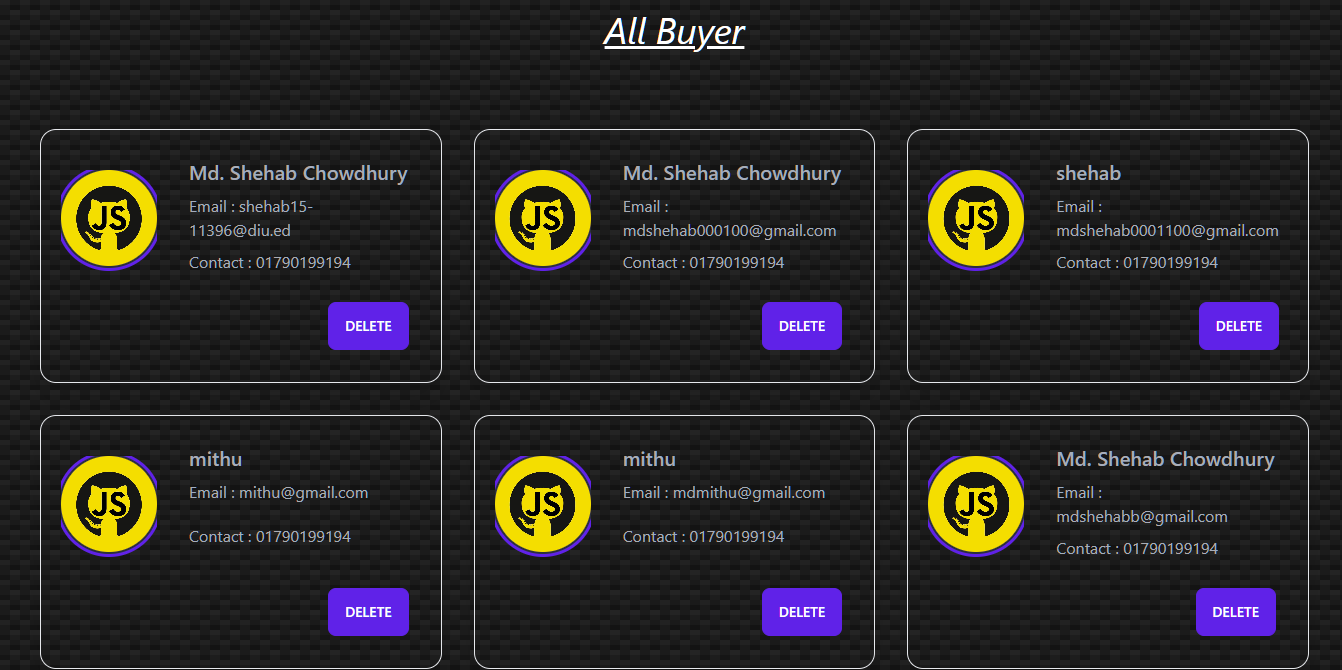 All Buyer
JS
Md. Shehab Chowdhury
Email : shehab15-
11396@diu.ed
Contact : 01790199194
DELETE
JS
Md. Shehab Chowdhury
Email :
mdshehab000100@gmail.com
Contact : 01790199194
DELETE
JS
shehab
Email :
mdshehab0001100@gmail.com
Contact : 01790199194
DELETE
JS
mithu
Email : mithu@gmail.com
Contact : 01790199194
DELETE
JS
mithu
Email : mdmithu@gmail.com
Contact : 01790199194
DELETE
JS
Md. Shehab Chowdhury
Email :
mdshehabb@gmail.com
Contact : 01790199194
DELETE